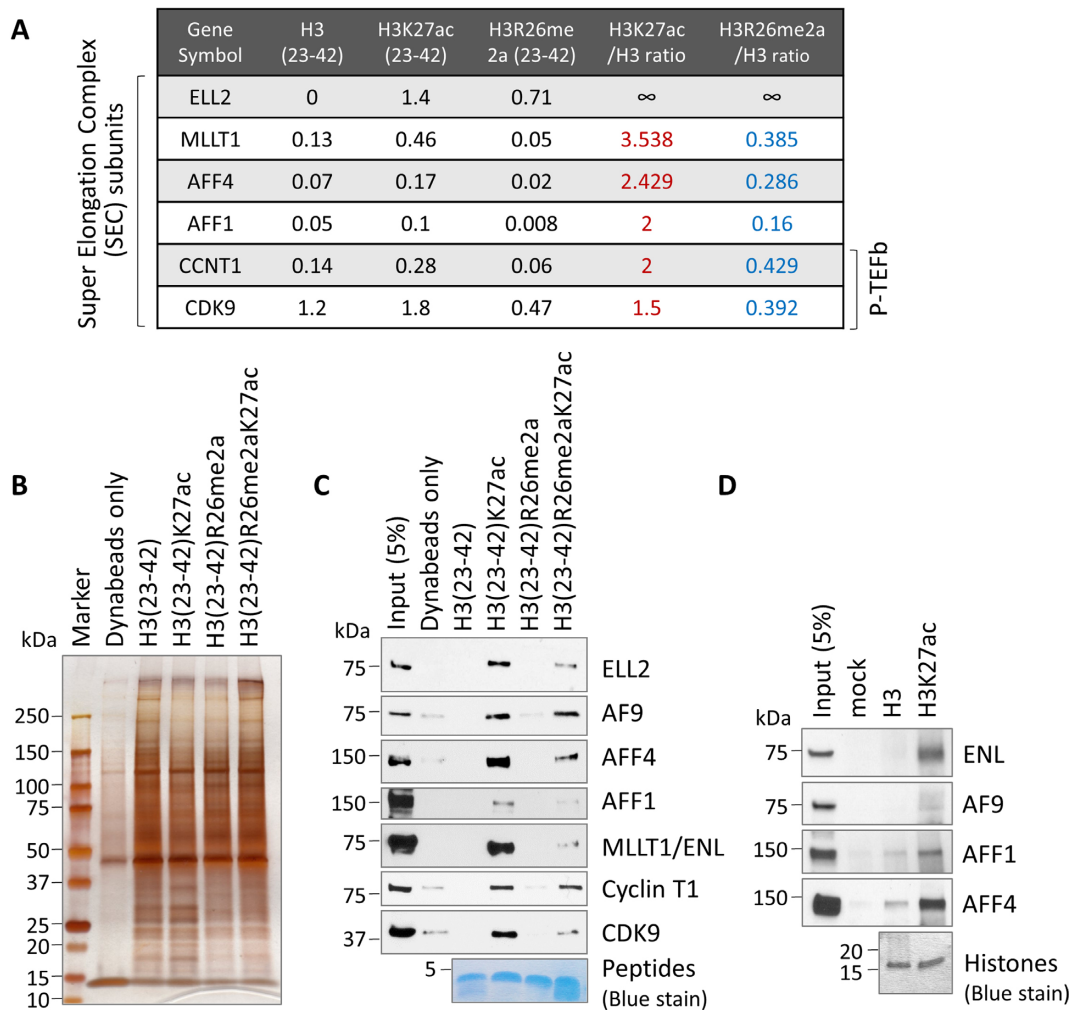 A
Gene Symbol H3 (23-42) H3K27ac (23-42) H3R26me 2a (23-42) H3K27ac /H3 ratio H3R26me2a /H3 ratio
ELL2 0 1.4 0.71 ∞ ∞
MLLT1 0.13 0.46 0.05 3.538 0.385
AFF4 0.07 0.17 0.02 2.429 0.286
AFF1 0.05 0.1 0.008 2 0.16
CCNT1 0.14 0.28 0.06 2 0.429
CDK9 1.2 1.8 0.47 1.5 0.392
Super Elongation Complex
(SEC) subunits
P-TEFb
B
kDa
Marker
Dynabeads only
H3(23-42)
H3(23-42)K27ac
H3(23-42)R26me2a
H3(23-42)R26me2aK27ac
250
150
100
75
50
37
25
20
15
10
C
kDa
Input (5%)
Dynabeads only
H3(23-42)
H3(23-42)K27ac
H3(23-42)R26me2a
H3(23-42)R26me2aK27ac
75 ELL2
75 AF9
150 AFF4
150 AFF1
75 MLLT1/ENL
75 Cyclin T1
37 CDK9
5 Peptides
(Blue stain)
D
kDa
Input (5%)
mock
H3
H3K27ac
75 ENL
75 AF9
150 AFF1
150 AFF4
20
15 Histones
(Blue stain)